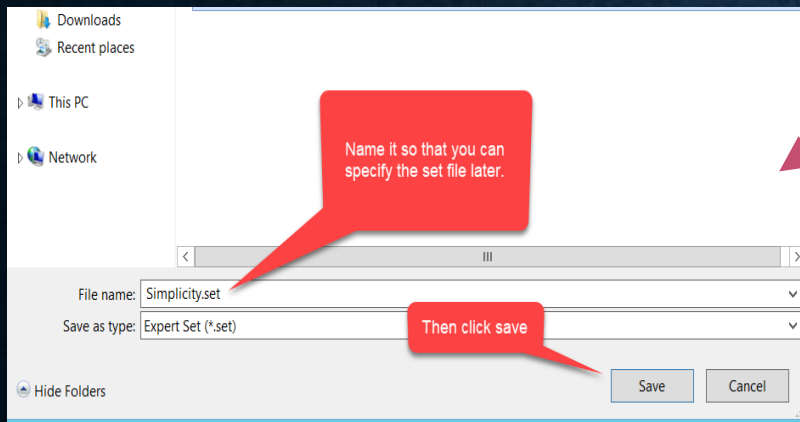 Downloads
Recent places
This PC
Network
Name it so that you can
specify the set file later.
File name: Simplicity.set
Save as type: Expert Set (*.set)
Then click save
Hide Folders
Save
Cancel